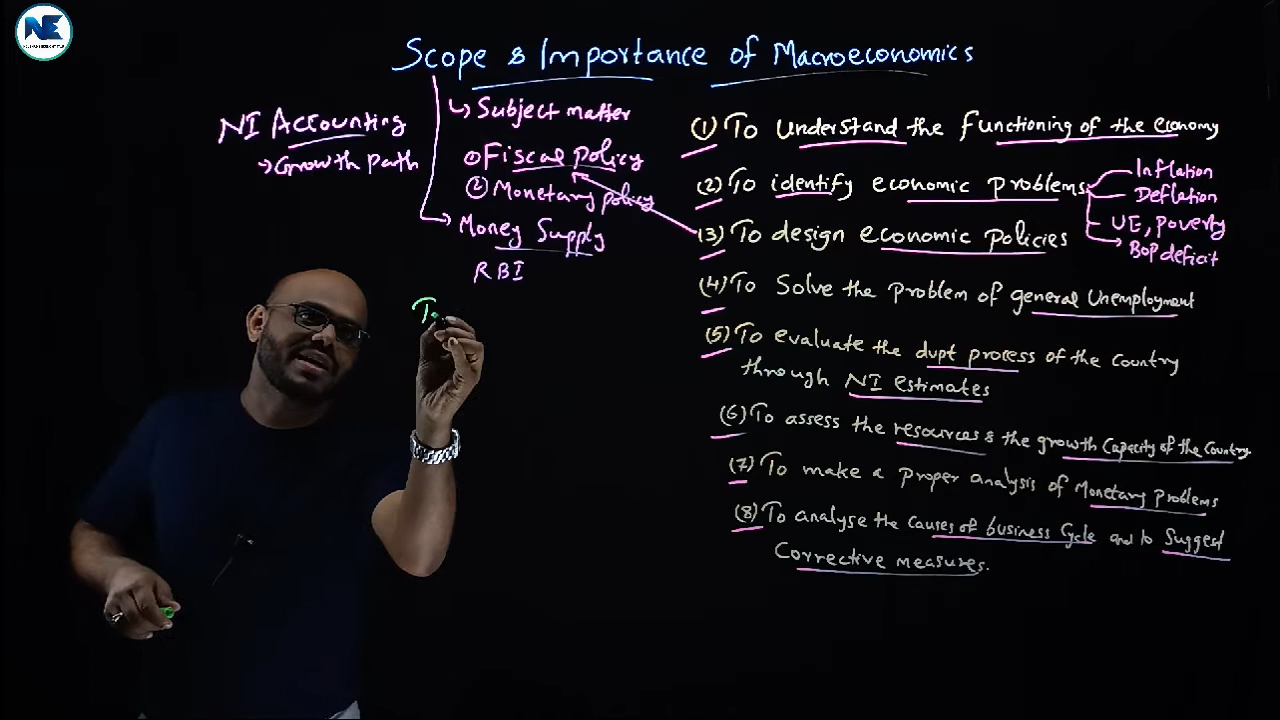 NE
Scope & Importance of Macroeconomics
↳ Subject matter
NI Accounting
→ Growth path
① Fiscal policy
② Monetary policy
Money Supply
RBI
T
(1) To understand the functioning of the economy
(2) To identify economic problems
Inflation
Deflation
UE, Poverty
BOP deficit
(3) To design economic policies
(4) To Solve the problem of general Unemployment
(5) To evaluate the dvpt process of the Country
through NI estimates
(6) To assess the resources & the growth Capacity of the Country
(7) To make a proper analysis of Monetary Problems
(8) To analyse the Causes of business Cycle and to Suggest
Corrective measures.